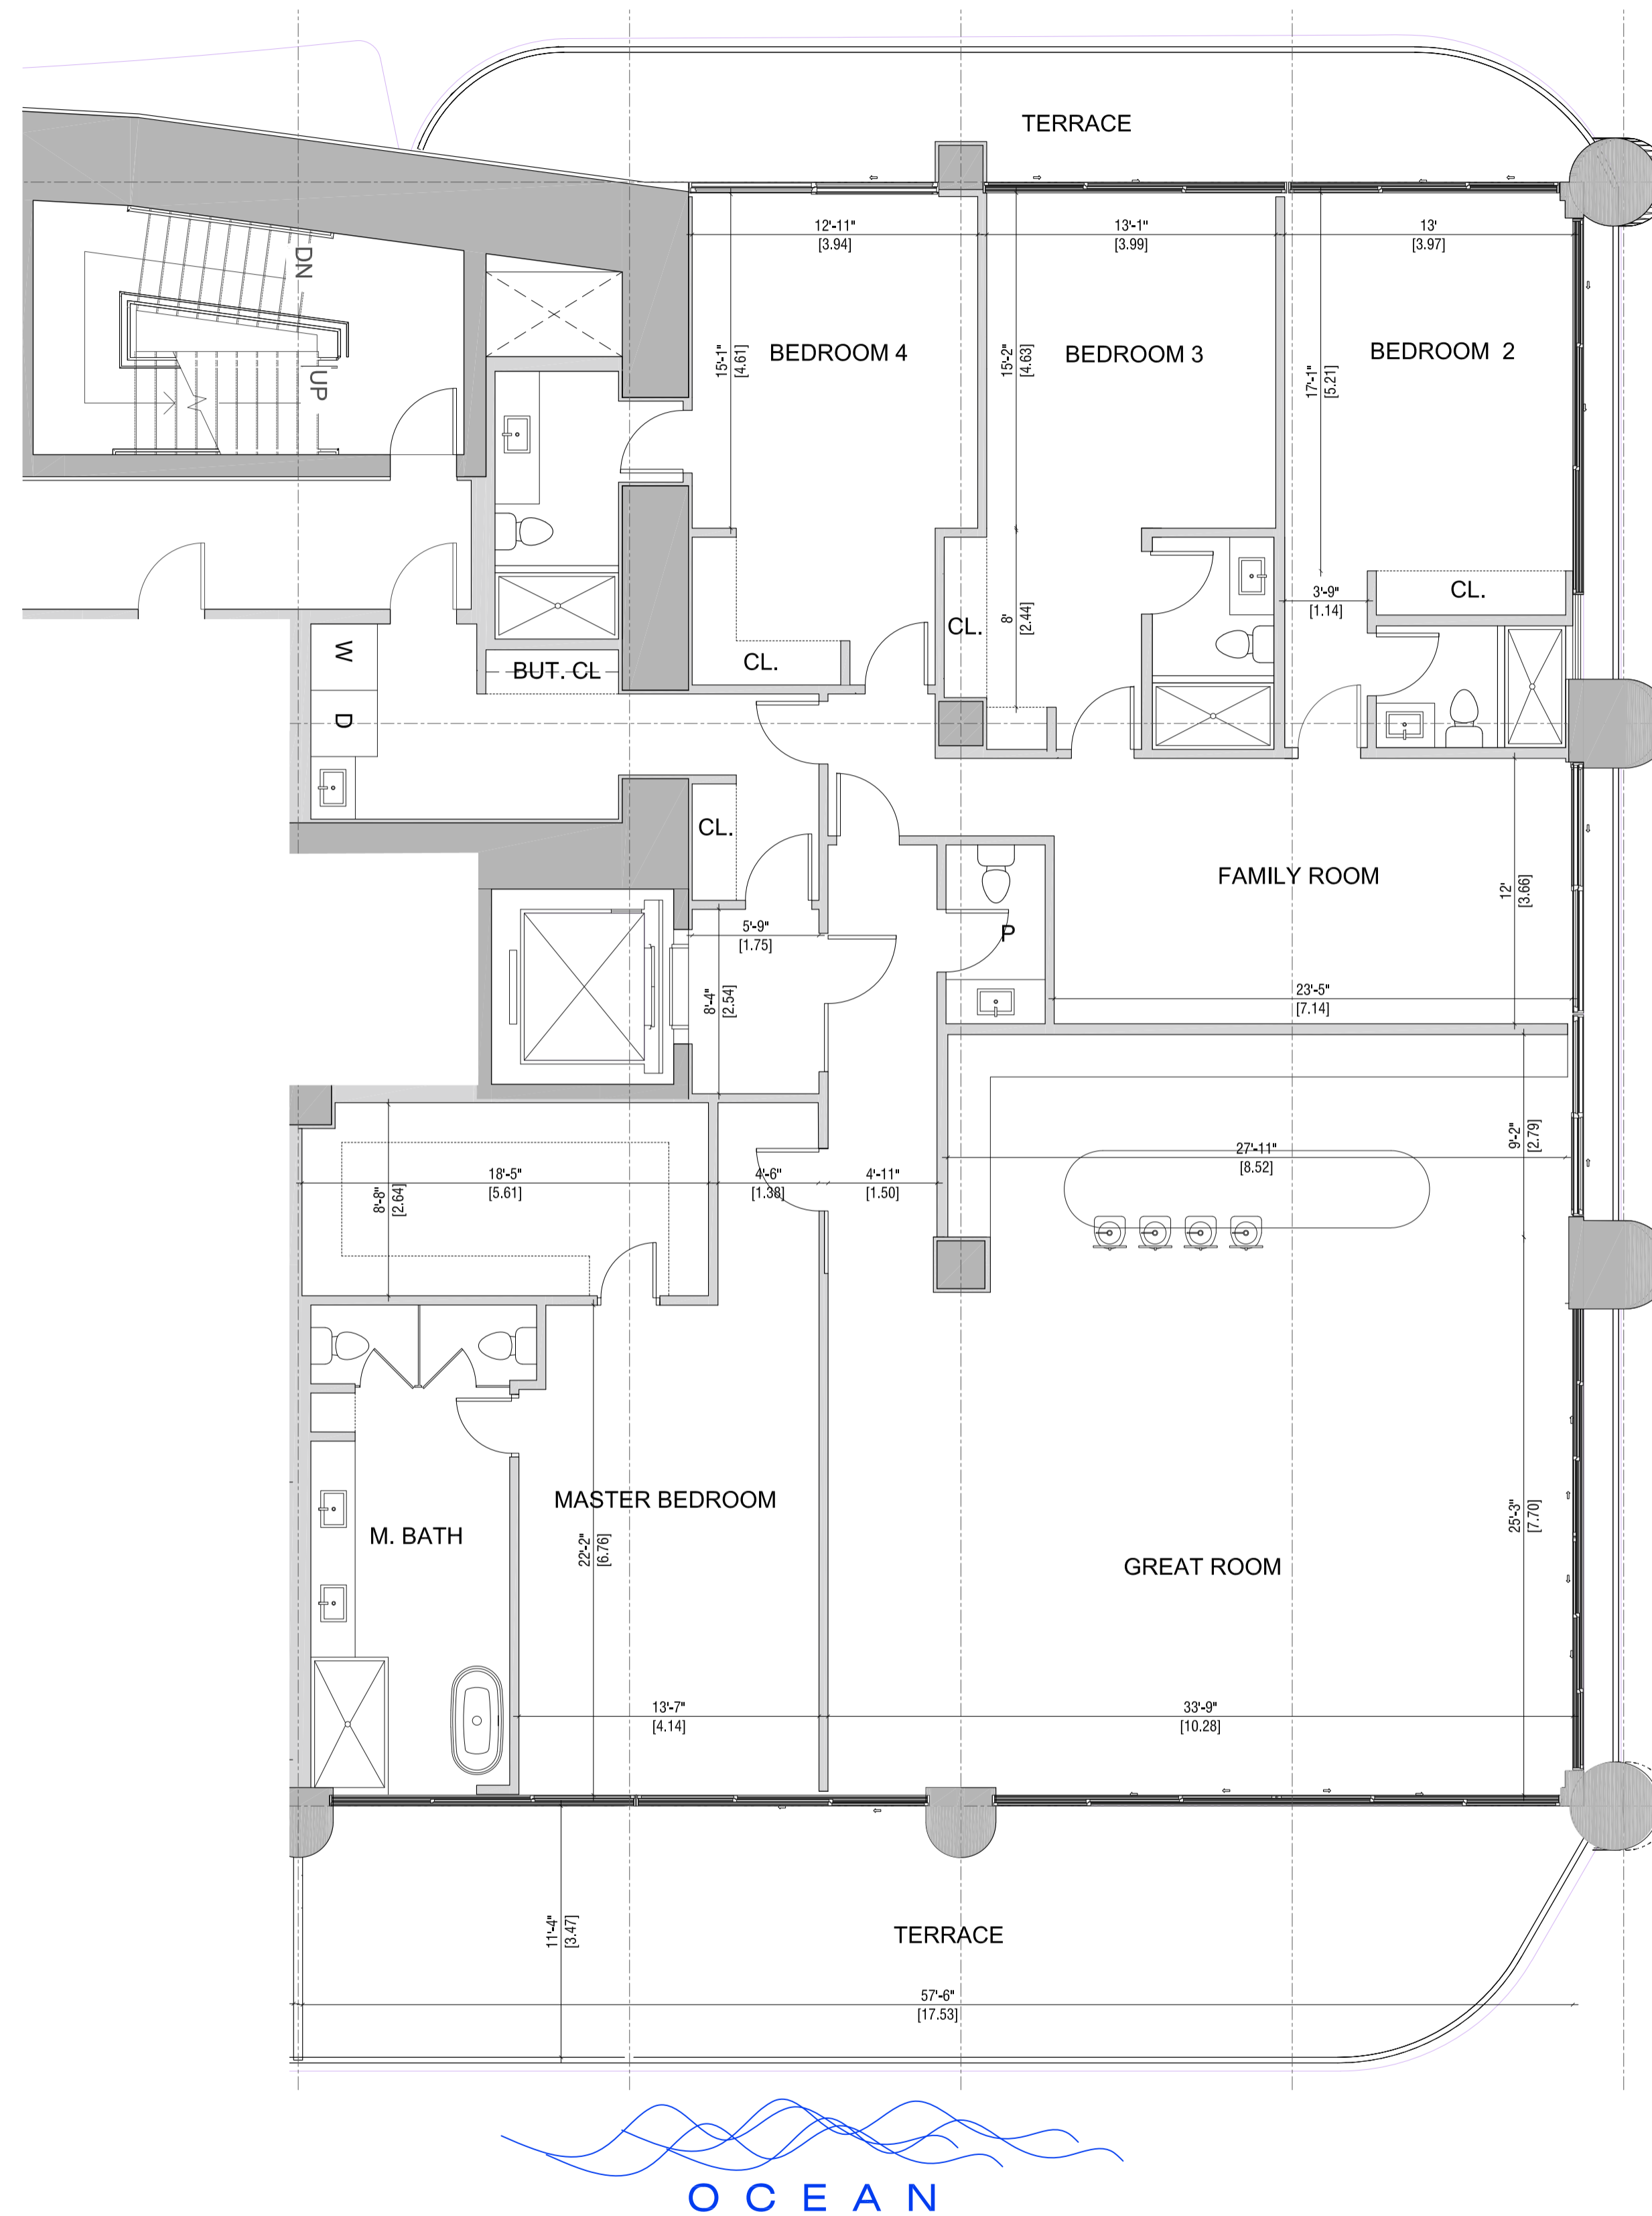 TERRACE
12'-11"
[3.94]
13'-1"
[3.99]
13'
[3.97]
DN
UP
15'-1"
[4.61]
BEDROOM 4
15'-2"
[4.63]
BEDROOM 3
17'-1"
[5.21]
BEDROOM 2
CL.
3'-9"
[1.14]
CL.
8'
[2.44]
W
D
BUT. CL
CL.
CL.
FAMILY ROOM
12'
[3.66]
P
5'-9"
[1.75]
8'-4"
[2.54]
23'-5"
[7.14]
9'-2"
[2.79]
27'-11"
[8.52]
18'-5"
[5.61]
8'-8"
[2.64]
4'-6"
[1.38]
4'-11"
[1.50]
MASTER BEDROOM
M. BATH
22'-2"
[6.76]
25'-3"
[7.70]
GREAT ROOM
13'-7"
[4.14]
33'-9"
[10.28]
11'-4"
[3.47]
TERRACE
57'-6"
[17.53]
OCEAN